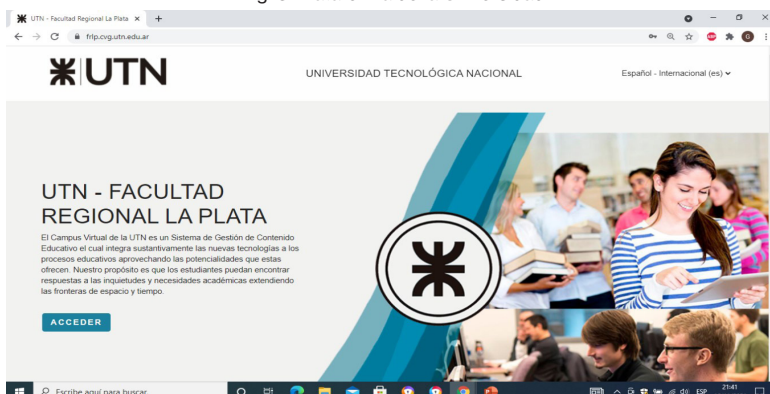 UTN - Facultad Regional La Plata
frlp.cvg.utn.edu.ar
ABP
G
UTN
UNIVERSIDAD TECNOLÓGICA NACIONAL
Español - Internacional (es)
UTN - FACULTAD
REGIONAL LA PLATA
El Campus Virtual de la UTN es un Sistema de Gestión de Contenido
Educativo el cual integra sustantivamente las nuevas tecnologías a los
procesos educativos aprovechando las potencialidades que estas
ofrecen. Nuestro propósito es que los estudiantes puedan encontrar
respuestas a las inquietudes y necesidades académicas extendiendo
las fronteras de espacio y tiempo.
ACCEDER
Escribe aquí para buscar
ESP
21:41